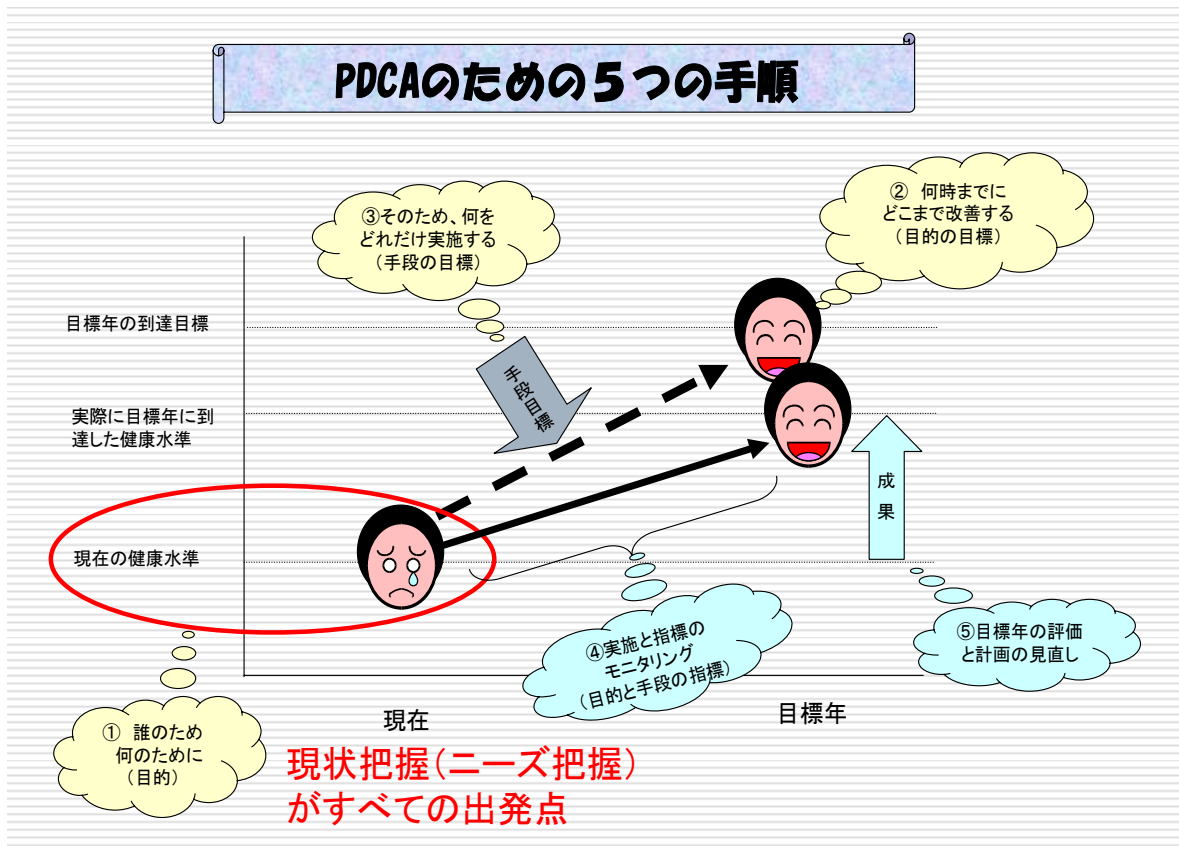 PDCAのための５つの手順
② 何時までに
どこまで改善する
（目的の目標）
③そのため、何を
どれだけ実施する
（手段の目標）
目標年の到達目標
手段目標
実際に目標年に到
達した健康水準
成果
現在の健康水準
④実施と指標の
モニタリング
（目的と手段の指標）
⑤目標年の評価
と計画の見直し
① 誰のため
何のために
（目的）
現在
目標年
現状把握（ニーズ把握）
がすべての出発点